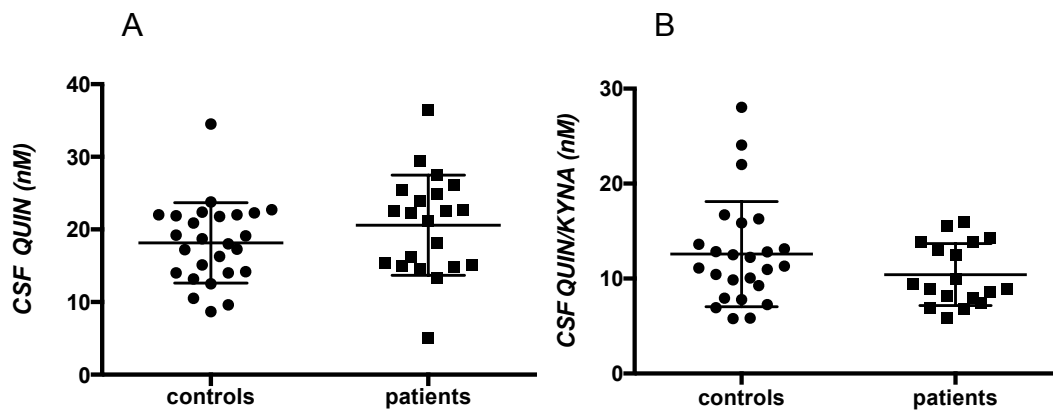 A
CSF QUIN (nM)
40
30
20
10
0
controls
patients
B
CSF QUIN/KYNA (nM)
30
20
10
0
controls
patients